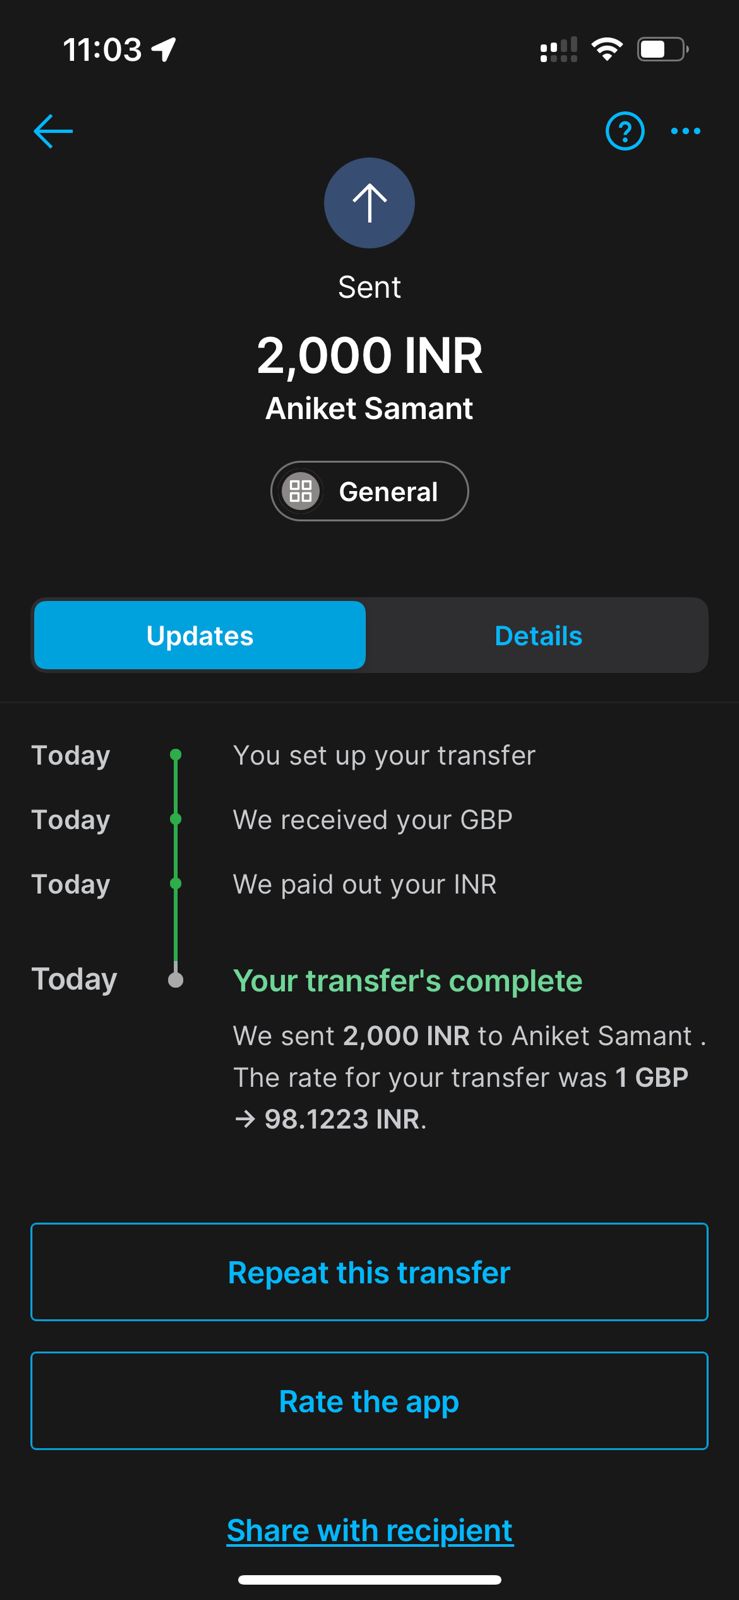 11:03
?
Sent
2,000 INR
Aniket Samant
General
Updates
Details
Today You set up your transfer
Today We received your GBP
Today We paid out your INR
Today Your transfer's complete
We sent 2,000 INR to Aniket Samant .
The rate for your transfer was 1 GBP
→ 98.1223 INR.
Repeat this transfer
Rate the app
Share with recipient